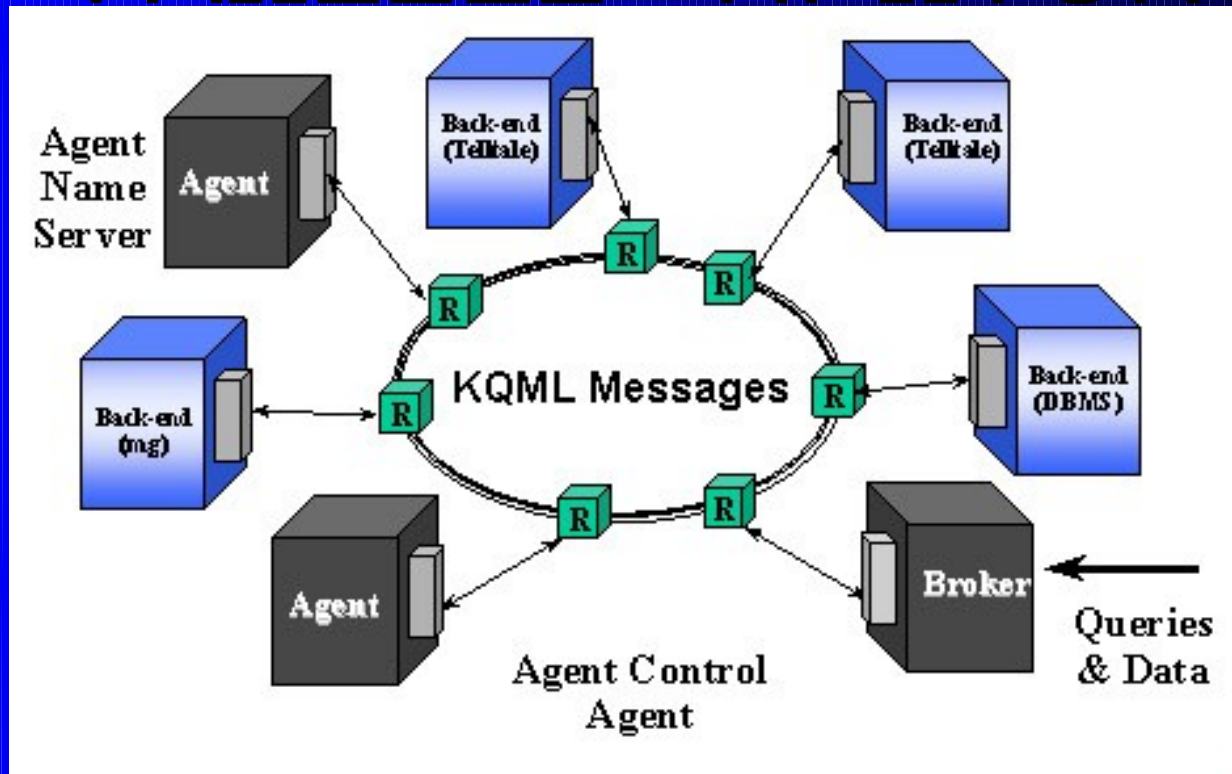 Back-end
(Telltale)
Back-end
(Telltale)
Agent
Name
Server
Agent
R
R
R
Back-end
(mg)
R
KQML Messages
R
Back-end
(DBMS)
Agent
R
R
Broker
Queries
& Data
Agent Control
Agent